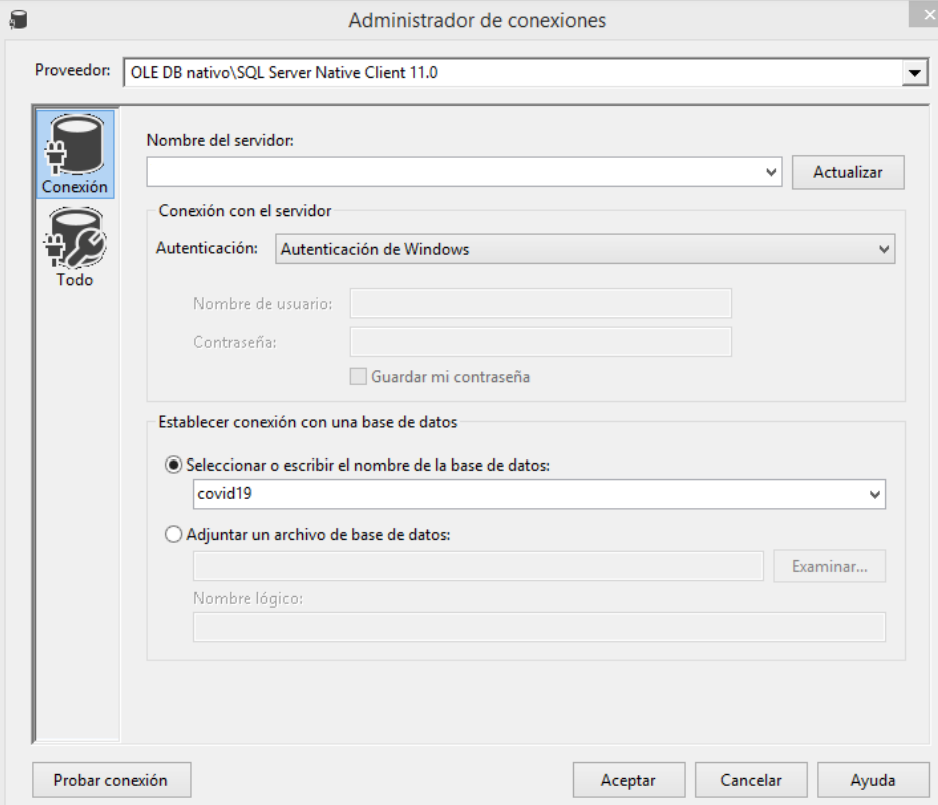 Administrador de conexiones
Proveedor: OLE DB nativo\SQL Server Native Client 11.0
Conexión
Todo
Nombre del servidor:
Actualizar
Conexión con el servidor
Autenticación: Autenticación de Windows
Nombre de usuario:
Contraseña:
Guardar mi contraseña
Establecer conexión con una base de datos
Seleccionar o escribir el nombre de la base de datos:
covid19
Adjuntar un archivo de base de datos:
Examinar...
Nombre lógico:
Probar conexión Aceptar Cancelar Ayuda